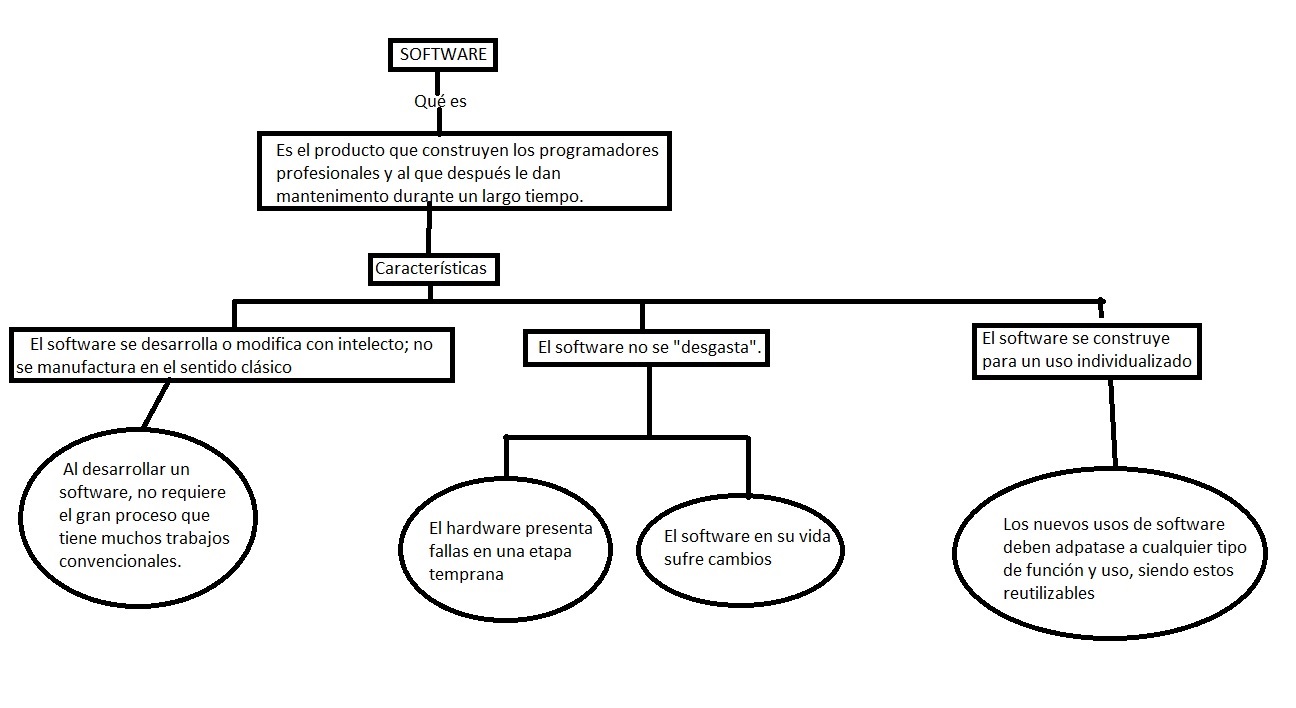 SOFTWARE
Qué es
Es el producto que construyen los programadores
profesionales y al que después le dan
mantenimento durante un largo tiempo.
Características
El software se desarrolla o modifica con intelecto; no
se manufactura en el sentido clásico
El software no se "desgasta".
El software se construye
para un uso individualizado
Al desarrollar un
software, no requiere
el gran proceso que
tiene muchos trabajos
convencionales.
El hardware presenta
fallas en una etapa
temprana
El software en su vida
sufre cambios
Los nuevos usos de software
deben adpatase a cualquier tipo
de función y uso, siendo estos
reutilizables